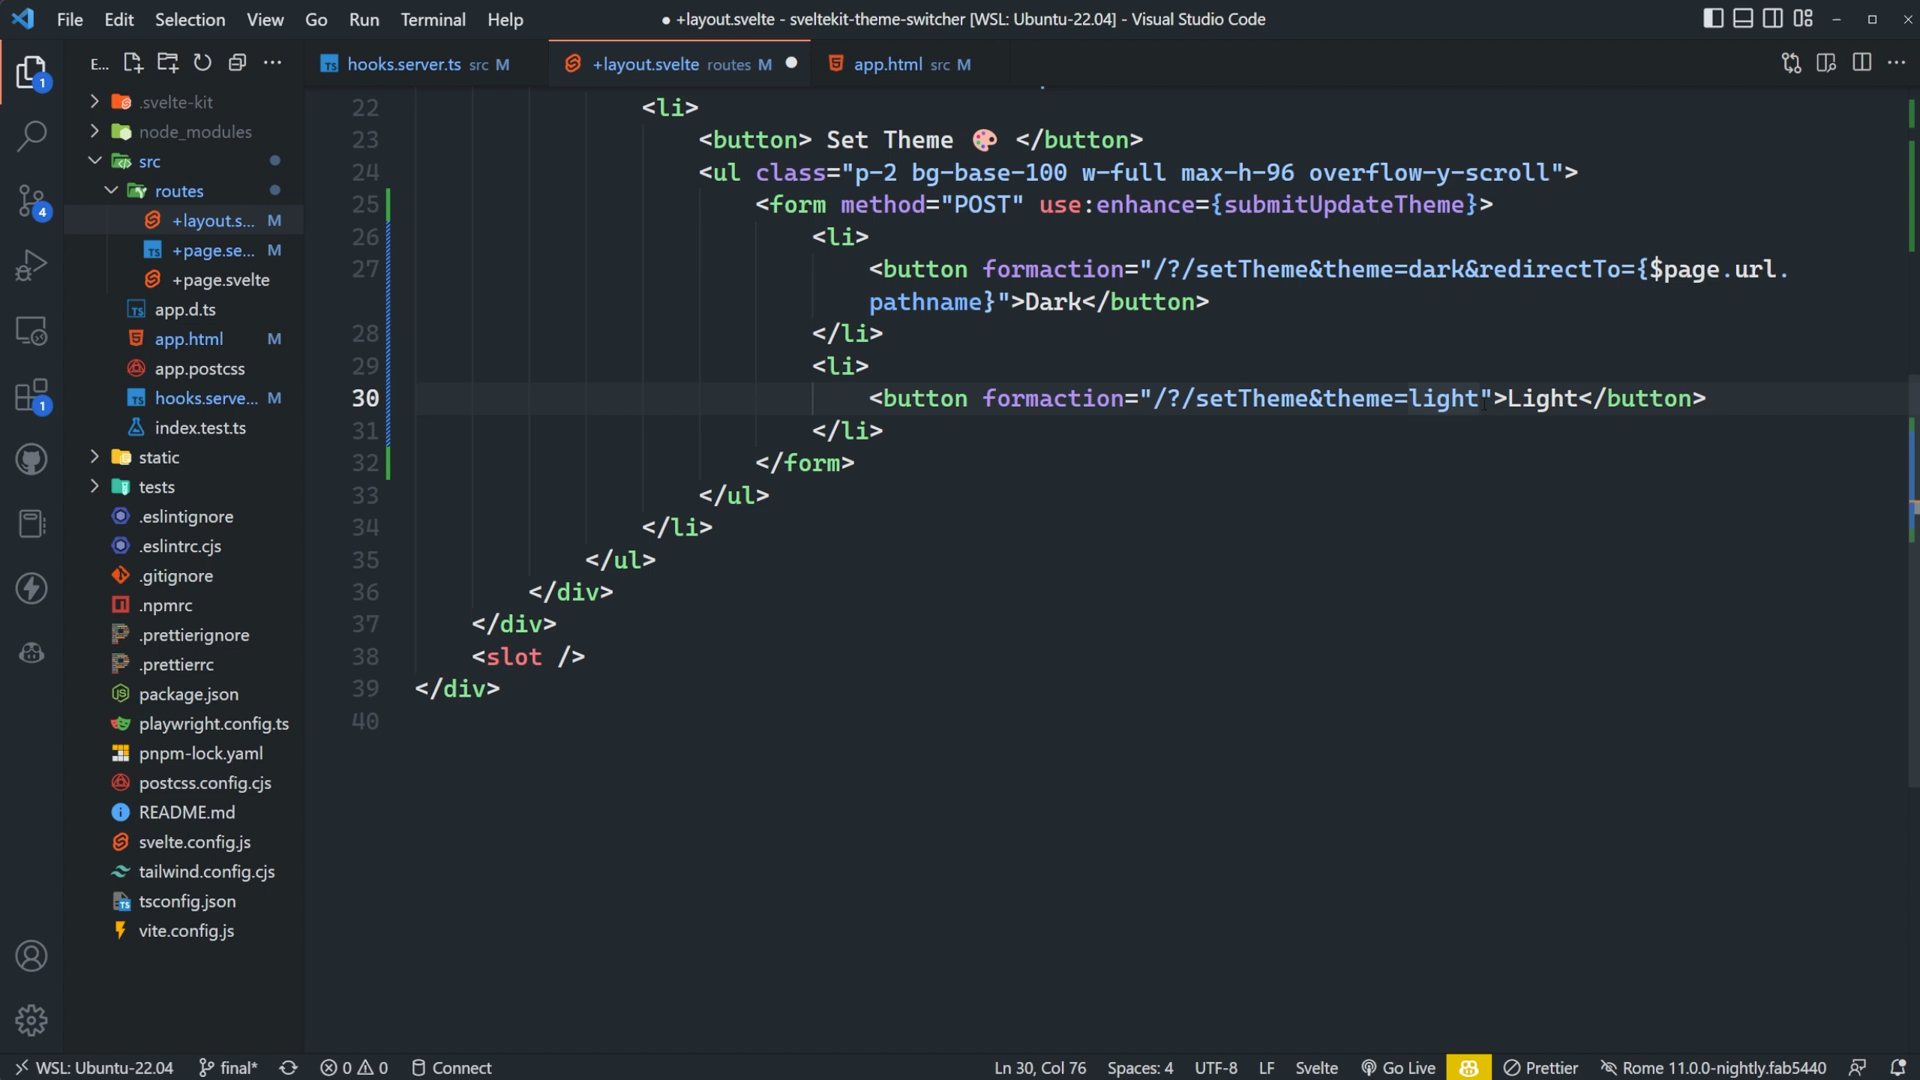 File Edit Selection View Go Run Terminal Help
● +layout.svelte - sveltekit-theme-switcher [WSL: Ubuntu-22.04] - Visual Studio Code
E...
hooks.server.ts src M
+layout.svelte routes M
app.html src M
1
4
1
.svelte-kit
node_modules
src
routes
+layout.s... M
+page.se... M
+page.svelte
app.d.ts
app.html M
app.postcss
hooks.serve... M
index.test.ts
static
tests
.eslintignore
.eslintrc.cjs
.gitignore
.npmrc
.prettierignore
.prettierrc
package.json
playwright.config.ts
pnpm-lock.yaml
postcss.config.cjs
README.md
svelte.config.js
tailwind.config.cjs
tsconfig.json
vite.config.js
22 <li>
23 <button> Set Theme 🎨 </button>
24 <ul class="p-2 bg-base-100 w-full max-h-96 overflow-y-scroll">
25 <form method="POST" use:enhance={submitUpdateTheme}>
26 <li>
27 <button formaction="/?/setTheme&theme=dark&redirectTo={$page.url.
pathname}">Dark</button>
28 </li>
29 <li>
30 <button formaction="/?/setTheme&theme=light">Light</button>
31 </li>
32 </form>
33 </ul>
34 </li>
35 </ul>
36 </div>
37 </div>
38 <slot />
39 </div>
40
WSL: Ubuntu-22.04 final* 0 0 Connect Ln 30, Col 76 Spaces: 4 UTF-8 LF Svelte Go Live Prettier Rome 11.0.0-nightly.fab5440